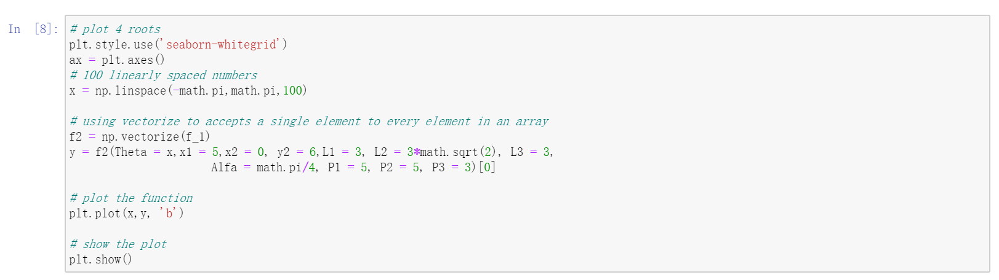 In [8]: # plot 4 roots
plt.style.use('seaborn-whitegrid')
ax = plt.axes()
# 100 linearly spaced numbers
x = np.linspace(-math.pi,math.pi,100)

# using vectorize to accepts a single element to every element in an array
f2 = np.vectorize(f_1)
y = f2(Theta = x,x1 = 5,x2 = 0, y2 = 6,L1 = 3, L2 = 3*math.sqrt(2), L3 = 3,
                      Alfa = math.pi/4, P1 = 5, P2 = 5, P3 = 3)[0]

# plot the function
plt.plot(x,y, 'b')

# show the plot
plt.show()